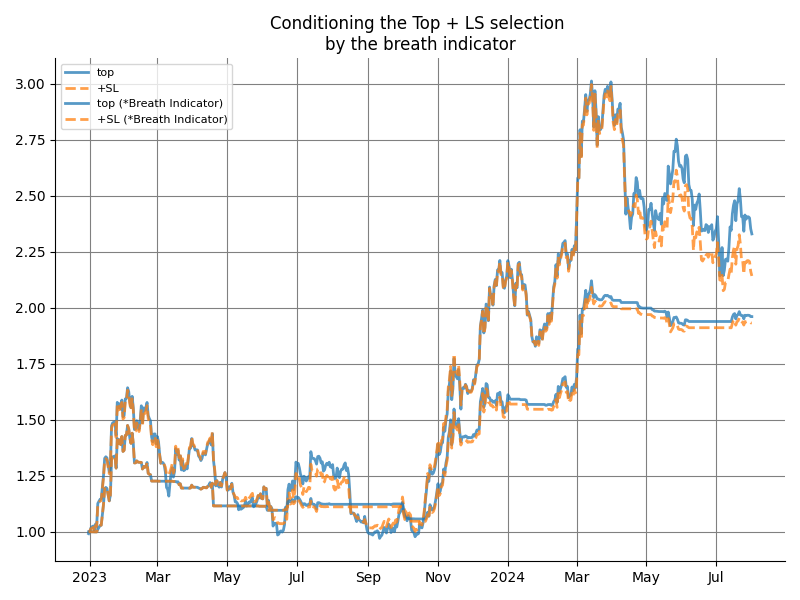 Conditioning the Top + LS selection
by the breath indicator
top
+SL
top (*Breath Indicator)
+SL (*Breath Indicator)
3.00
2.75
2.50
2.25
2.00
1.75
1.50
1.25
1.00
2023
Mar
May
Jul
Sep
Nov
2024
Mar
May
Jul